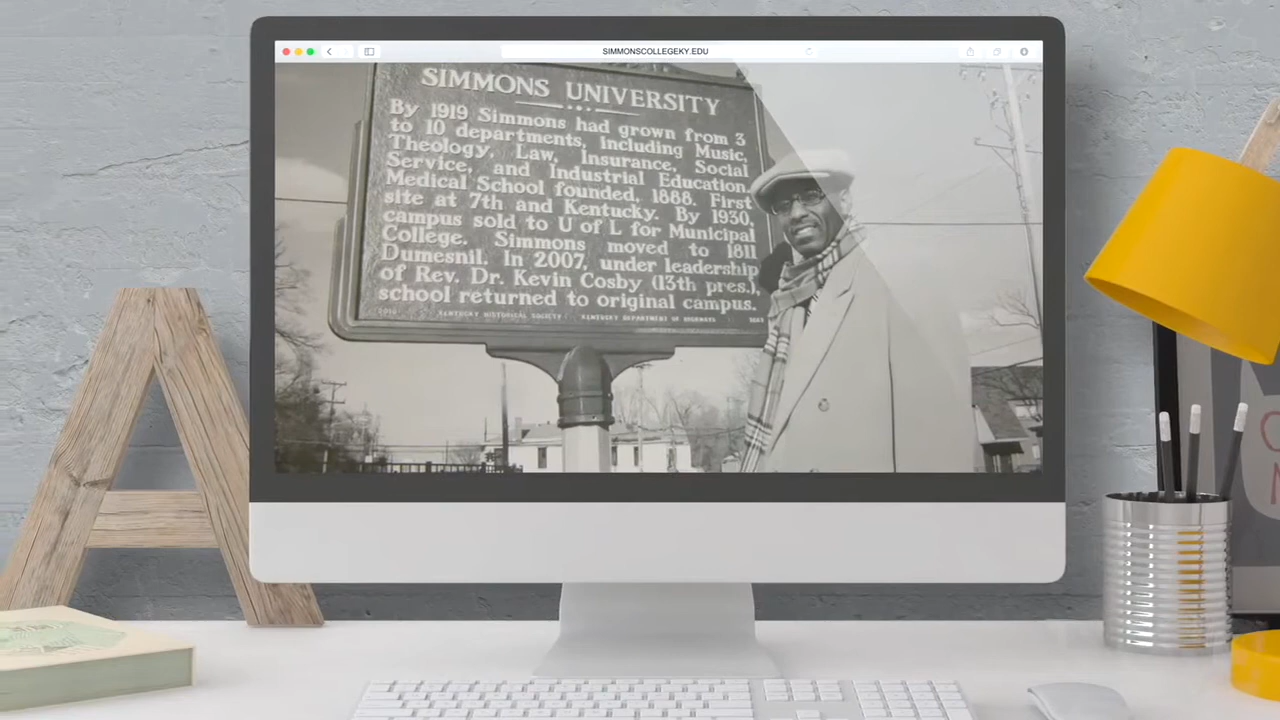 SIMMONSCOLLEGEKY.EDU
SIMMONS UNIVERSITY
By 1919 Simmons had grown from 3
to 10 departments, including Music,
Theology, Law, Insurance, Social
Service, and Industrial Education.
Medical School founded, 1888. First
site at 7th and Kentucky. By 1930,
campus sold to U of L for Municipal
College. Simmons moved to 1811
Dumesnil. In 2007, under leadership
of Rev. Dr. Kevin Cosby (13th pres.),
school returned to original campus.
KENTUCKY HISTORICAL SOCIETY KENTUCKY DEPARTMENT OF HIGHWAYS